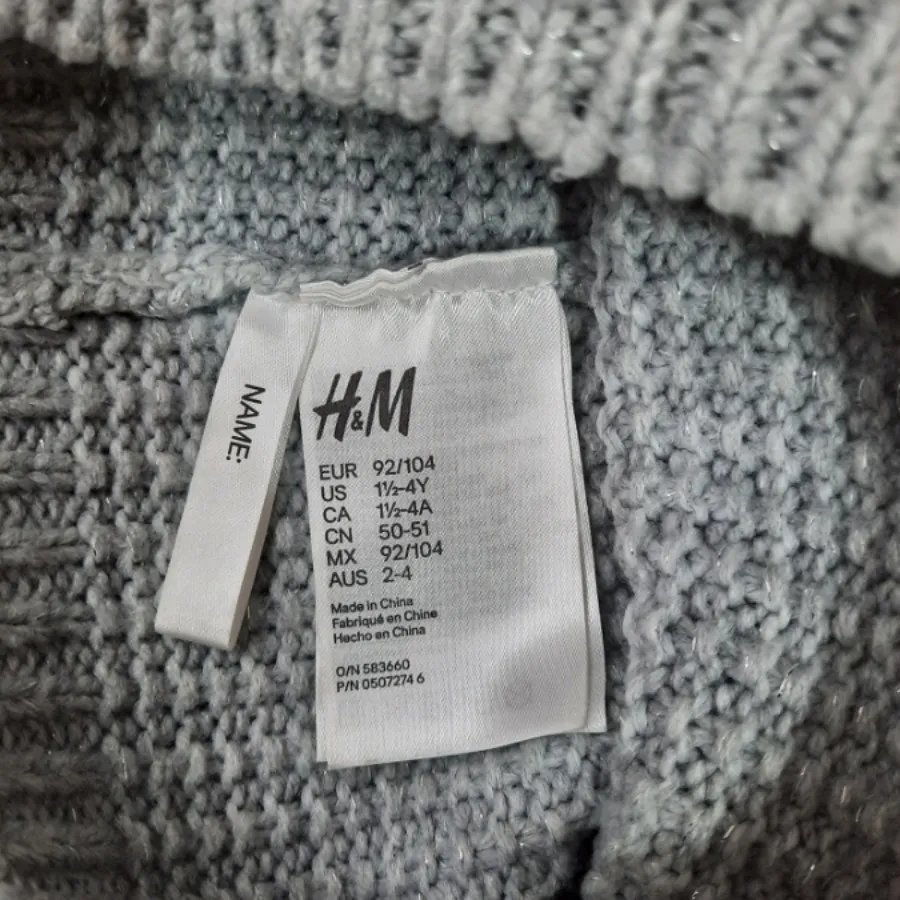 NAME:
H&M
EUR 92/104
US 1½-4Y
CA 1½-4A
CN 50-51
MX 92/104
AUS 2-4
Made in China
Fabriqué en Chine
Hecho en China
O/N 583660
P/N 0507274 6